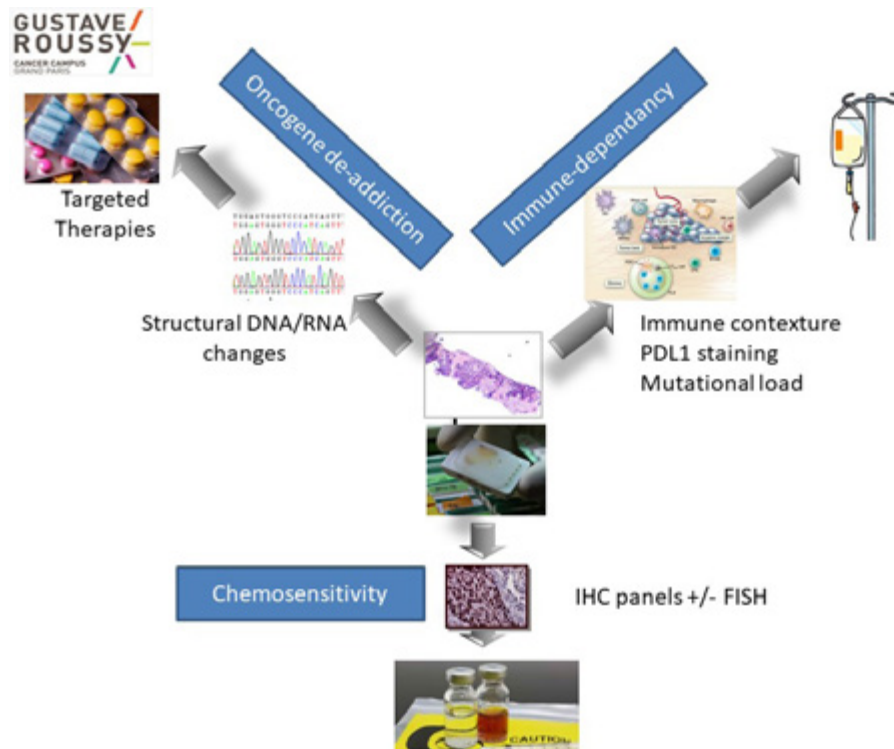 GUSTAVE
ROUSSY
CANCER CAMPUS
GRAND PARIS
Oncogene de-addiction
Immune-dependancy
Targeted
Therapies
Structural DNA/RNA
changes
Immune contexture
PDL1 staining
Mutational load
Chemosensitivity
IHC panels +/- FISH
CAUTION